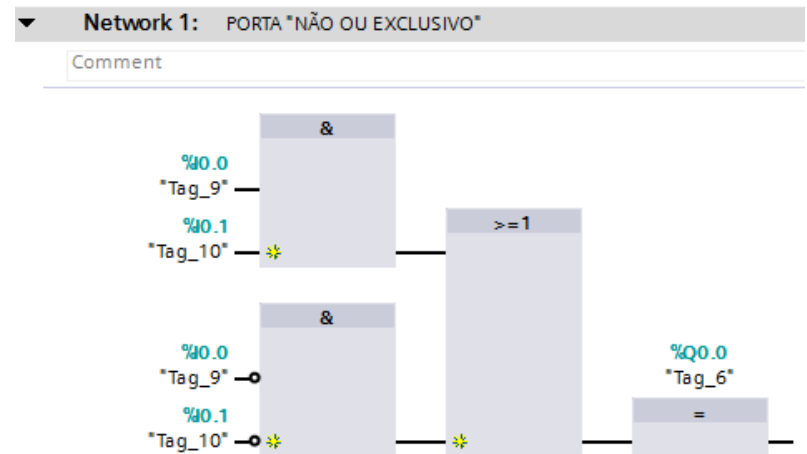 Network 1: PORTA "NÃO OU EXCLUSIVO"
Comment
&
%I0.0
"Tag_9"
%I0.1
"Tag_10"
>=1
&
%I0.0
"Tag_9"
%I0.1
"Tag_10"
%Q0.0
"Tag_6"
=